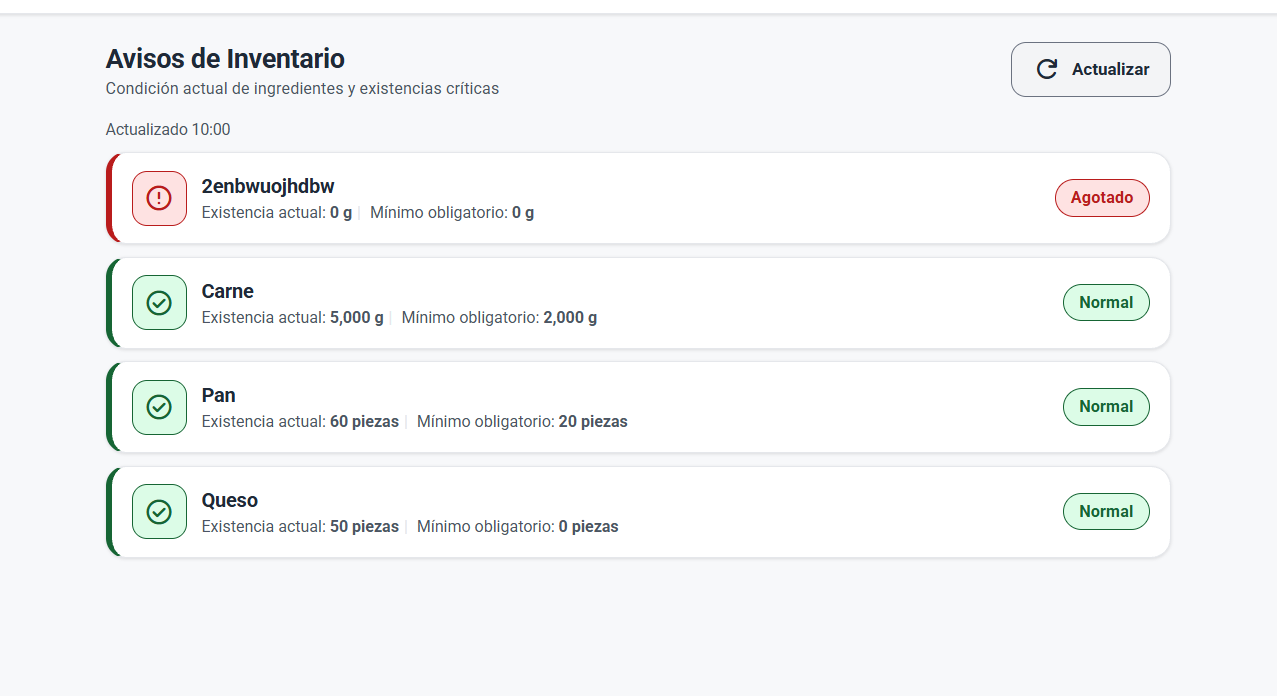 Avisos de Inventario
Condición actual de ingredientes y existencias críticas
Actualizar
Actualizado 10:00
2enbwuojhdbw
Existencia actual: 0 g | Mínimo obligatorio: 0 g
Agotado
Carne
Existencia actual: 5,000 g | Mínimo obligatorio: 2,000 g
Normal
Pan
Existencia actual: 60 piezas | Mínimo obligatorio: 20 piezas
Normal
Queso
Existencia actual: 50 piezas | Mínimo obligatorio: 0 piezas
Normal